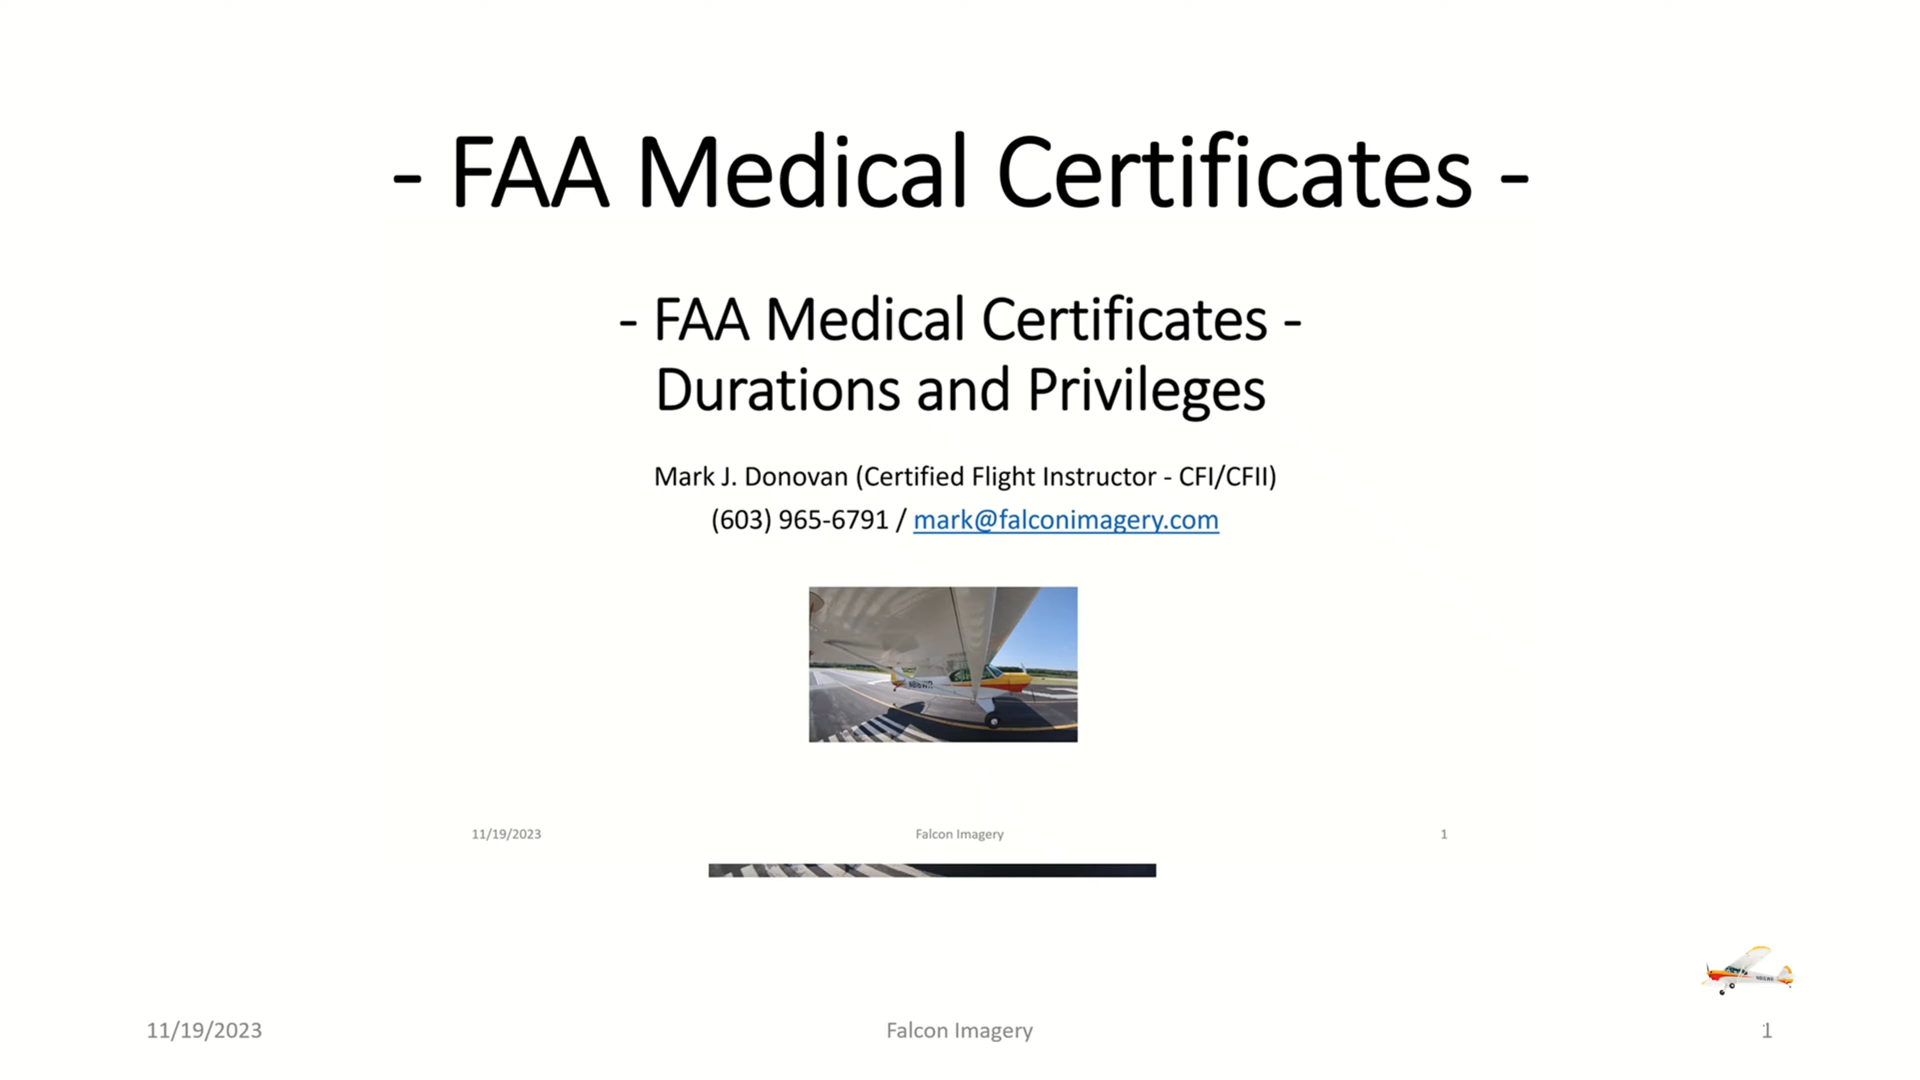 - FAA Medical Certificates -
- FAA Medical Certificates -
Durations and Privileges
Mark J. Donovan (Certified Flight Instructor - CFI/CFII)
(603) 965-6791 / mark@falconimagery.com
11/19/2023
Falcon Imagery
1
11/19/2023
Falcon Imagery
1